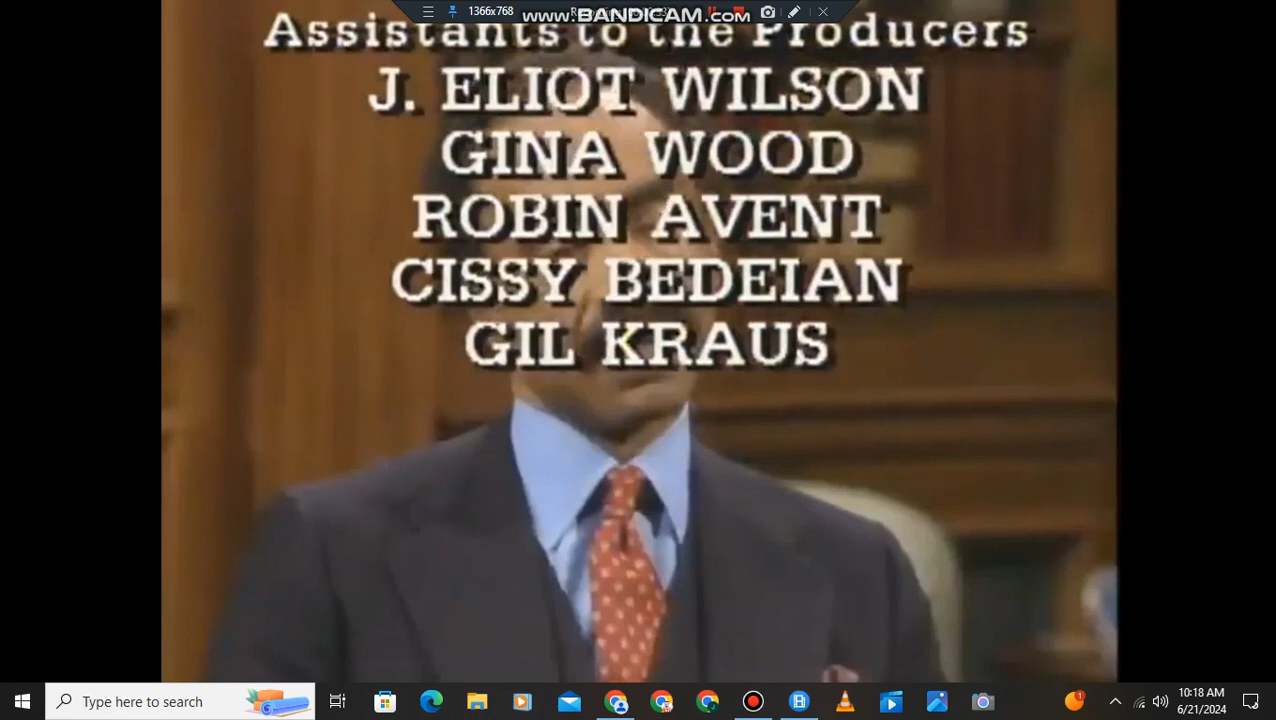 1366x768
www.BANDICAM.com
Assistants to the Producers
J. ELIOT WILSON
GINA WOOD
ROBIN AVENT
CISSY BEDEIAN
GIL KRAUS
Type here to search
1
10:18 AM
6/21/2024